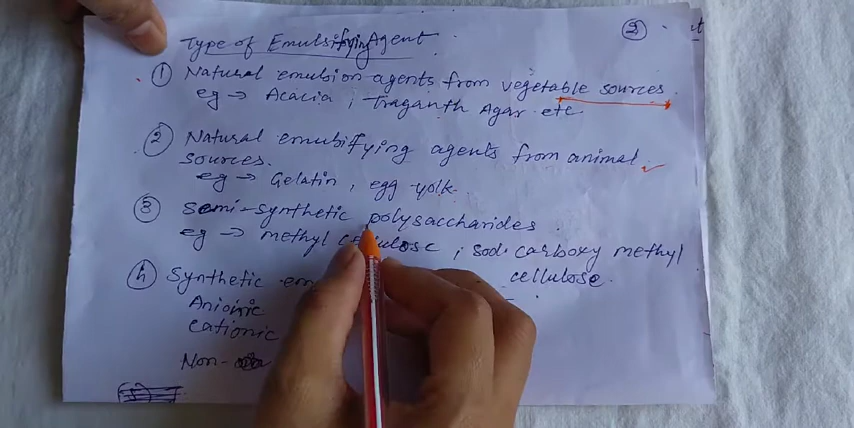 Type of Emulsifying Agent
② .
① Natural emulsion agents from vegetable sources.
eg → Acacia, Traganth Agar etc
② Natural emulsifying agents from animal
sources.
eg → Gelatin, egg-yolk.
③ Semi-synthetic polysaccharides.
eg → methyl cellulose, Sod. carboxy methyl
cellulose.
④ Synthetic
Anionic
Cationic
Non-